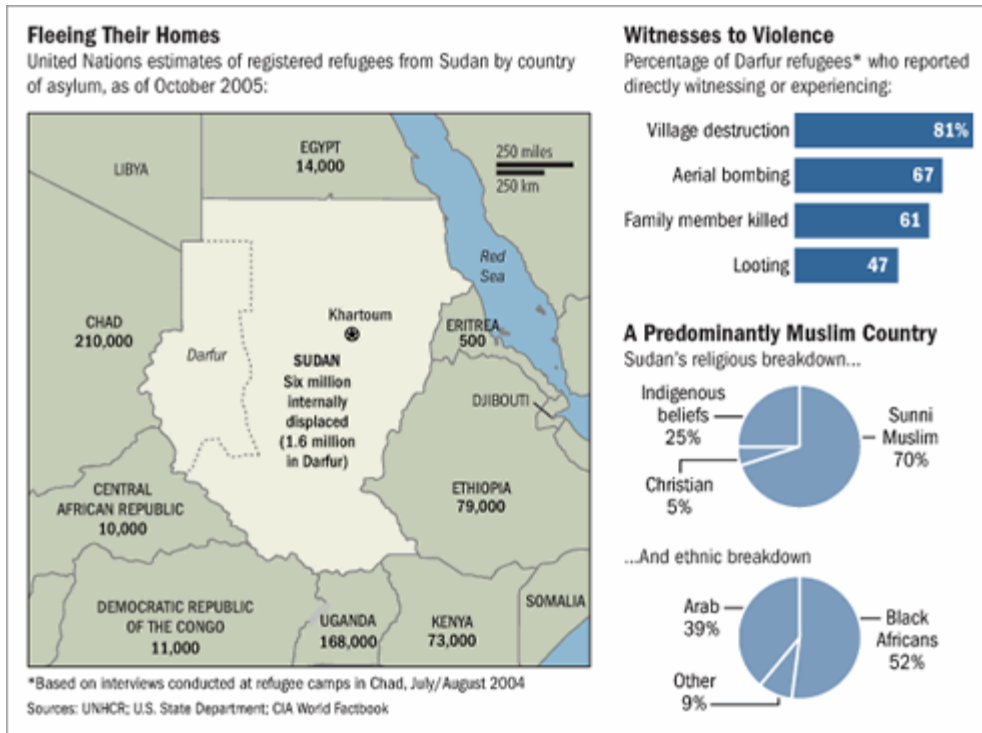 Fleeing Their Homes
United Nations estimates of registered refugees from Sudan by country
of asylum, as of October 2005:
LIBYA
EGYPT
14,000
250 miles
250 km
Red
Sea
CHAD
210,000
Darfur
Khartoum
SUDAN
Six million
internally
displaced
(1.6 million
in Darfur)
ERITREA
500
DJIBOUTI
ETHIOPIA
79,000
CENTRAL
AFRICAN REPUBLIC
10,000
DEMOCRATIC REPUBLIC
OF THE CONGO
11,000
UGANDA
168,000
KENYA
73,000
SOMALIA
*Based on interviews conducted at refugee camps in Chad, July/August 2004
Sources: UNHCR; U.S. State Department; CIA World Factbook
Witnesses to Violence
Percentage of Darfur refugees* who reported
directly witnessing or experiencing:
Village destruction 81%
Aerial bombing 67
Family member killed 61
Looting 47
A Predominantly Muslim Country
Sudan's religious breakdown...
Indigenous
beliefs
25%
Christian
5%
Sunni
Muslim
70%
...And ethnic breakdown
Arab
39%
Other
9%
Black
Africans
52%